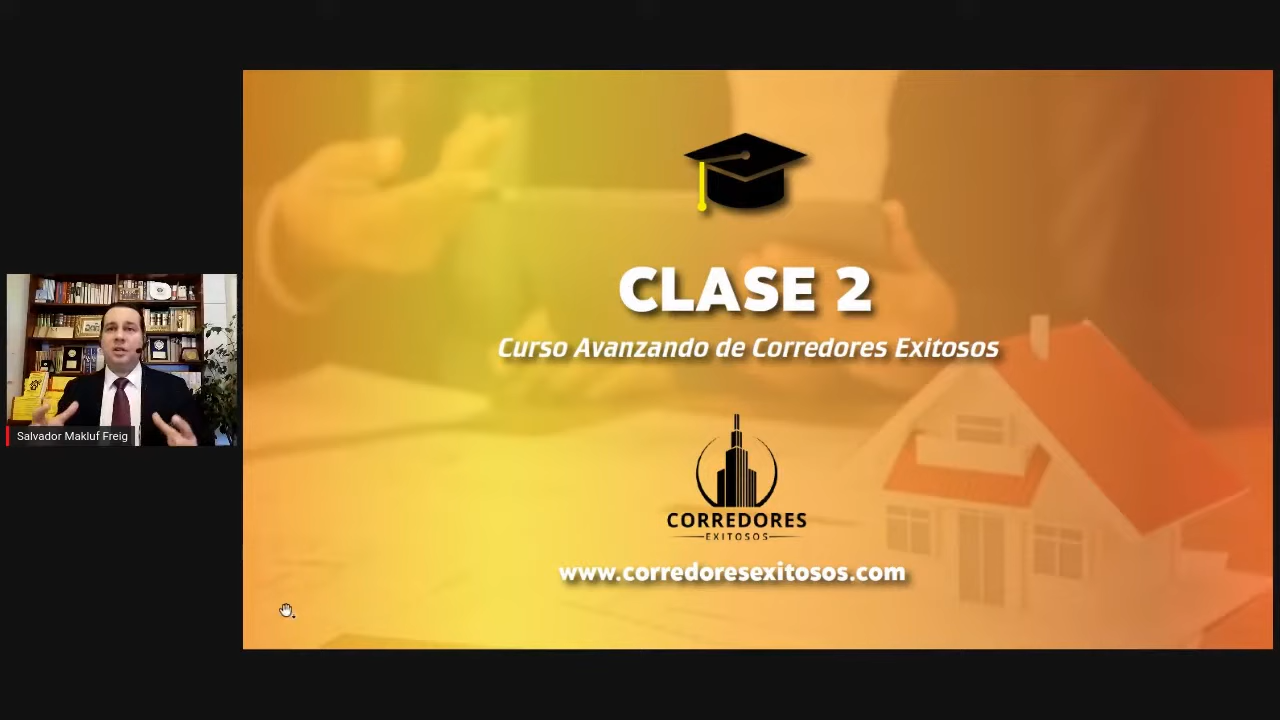 CLASE 2
Curso Avanzando de Corredores Exitosos
CORREDORES
EXITOSOS
www.corredoresexitosos.com
Salvador Makluf Freig